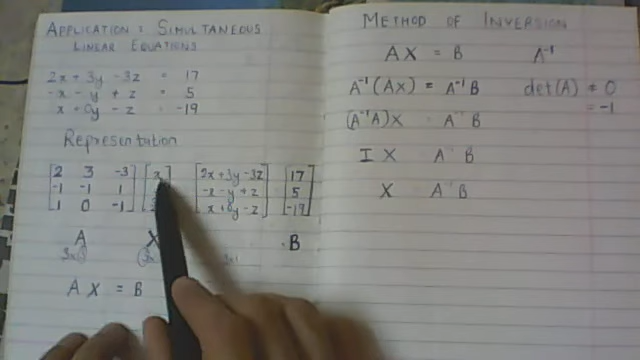 APPLICATION : SIMULTANEOUS
LINEAR EQUATIONS
2x + 3y - 3z = 17
-x - y + z = 5
x + 0y - z = -19
Representation
[2 3 -3] [x] [2x + 3y - 3z] [17]
[-1 -1 1] [-x - y + z] [5]
[1 0 -1] [x + 0y - z] [-19]
A X B
AX = B
METHOD OF INVERSION
AX = B A⁻¹
A⁻¹(AX) = A⁻¹B det(A) ≠ 0
= -1
(A⁻¹A)X A⁻¹B
IX A⁻¹B
X A⁻¹B